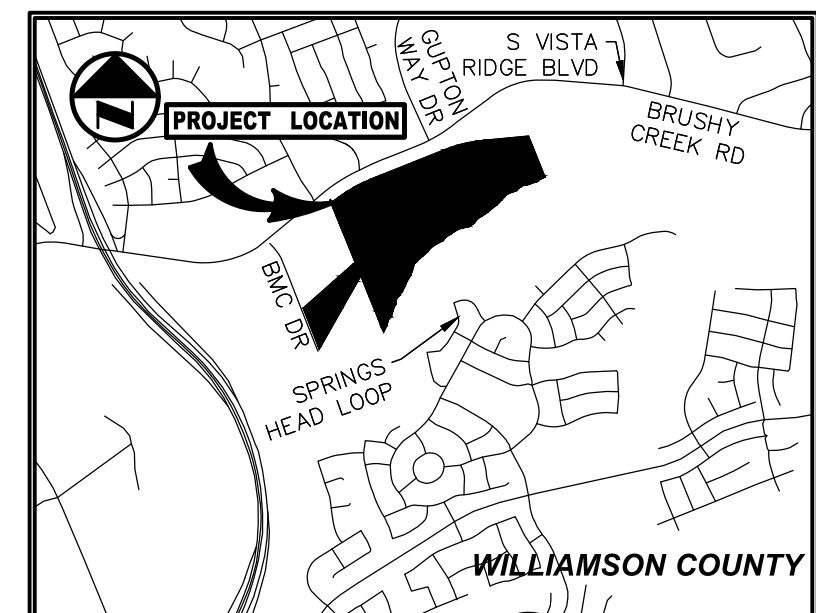 S VISTA
RIDGE BLVD
GUPTON
WAY DR
N
PROJECT LOCATION
BRUSHY
CREEK RD
BMC DR
SPRINGS
HEAD LOOP
WILLIAMSON COUNTY